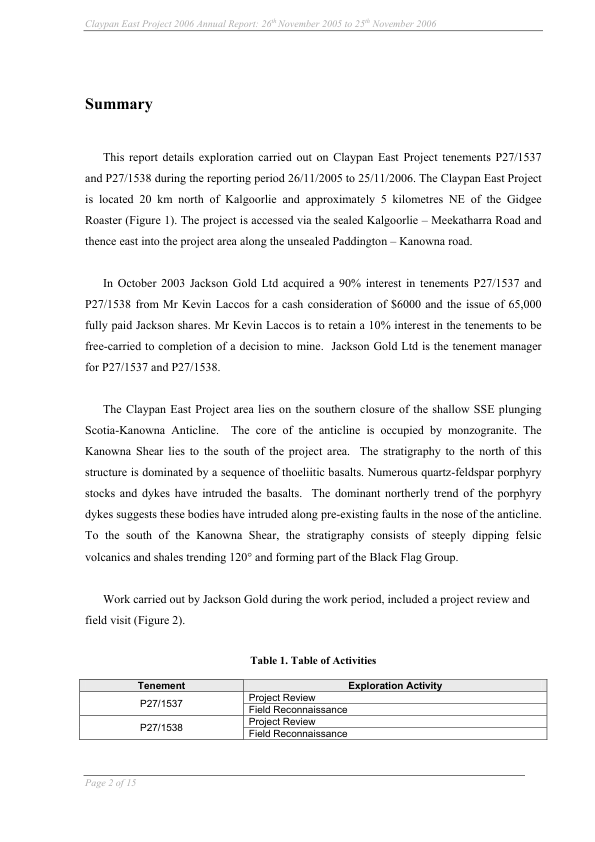 Claypan East Project 2006 Annual Report: 26th November 2005 to 25th November 2006
Summary
This report details exploration carried out on Claypan East Project tenements P27/1537
and P27/1538 during the reporting period 26/11/2005 to 25/11/2006. The Claypan East Project
is located 20 km north of Kalgoorlie and approximately 5 kilometres NE of the Gidgee
Roaster (Figure 1). The project is accessed via the sealed Kalgoorlie – Meekatharra Road and
thence east into the project area along the unsealed Paddington – Kanowna road.
In October 2003 Jackson Gold Ltd acquired a 90% interest in tenements P27/1537 and
P27/1538 from Mr Kevin Laccos for a cash consideration of $6000 and the issue of 65,000
fully paid Jackson shares. Mr Kevin Laccos is to retain a 10% interest in the tenements to be
free-carried to completion of a decision to mine.  Jackson Gold Ltd is the tenement manager
for P27/1537 and P27/1538.
The Claypan East Project area lies on the southern closure of the shallow SSE plunging
Scotia-Kanowna Anticline.  The core of the anticline is occupied by monzogranite. The
Kanowna Shear lies to the south of the project area.  The stratigraphy to the north of this
structure is dominated by a sequence of thoeliitic basalts. Numerous quartz-feldspar porphyry
stocks and dykes have intruded the basalts.  The dominant northerly trend of the porphyry
dykes suggests these bodies have intruded along pre-existing faults in the nose of the anticline.
To the south of the Kanowna Shear, the stratigraphy consists of steeply dipping felsic
volcanics and shales trending 120° and forming part of the Black Flag Group.
Work carried out by Jackson Gold during the work period, included a project review and
field visit (Figure 2).
Table 1. Table of Activities
Tenement Exploration Activity
P27/1537 Project Review
Field Reconnaissance
P27/1538 Project Review
Field Reconnaissance
Page 2 of 15